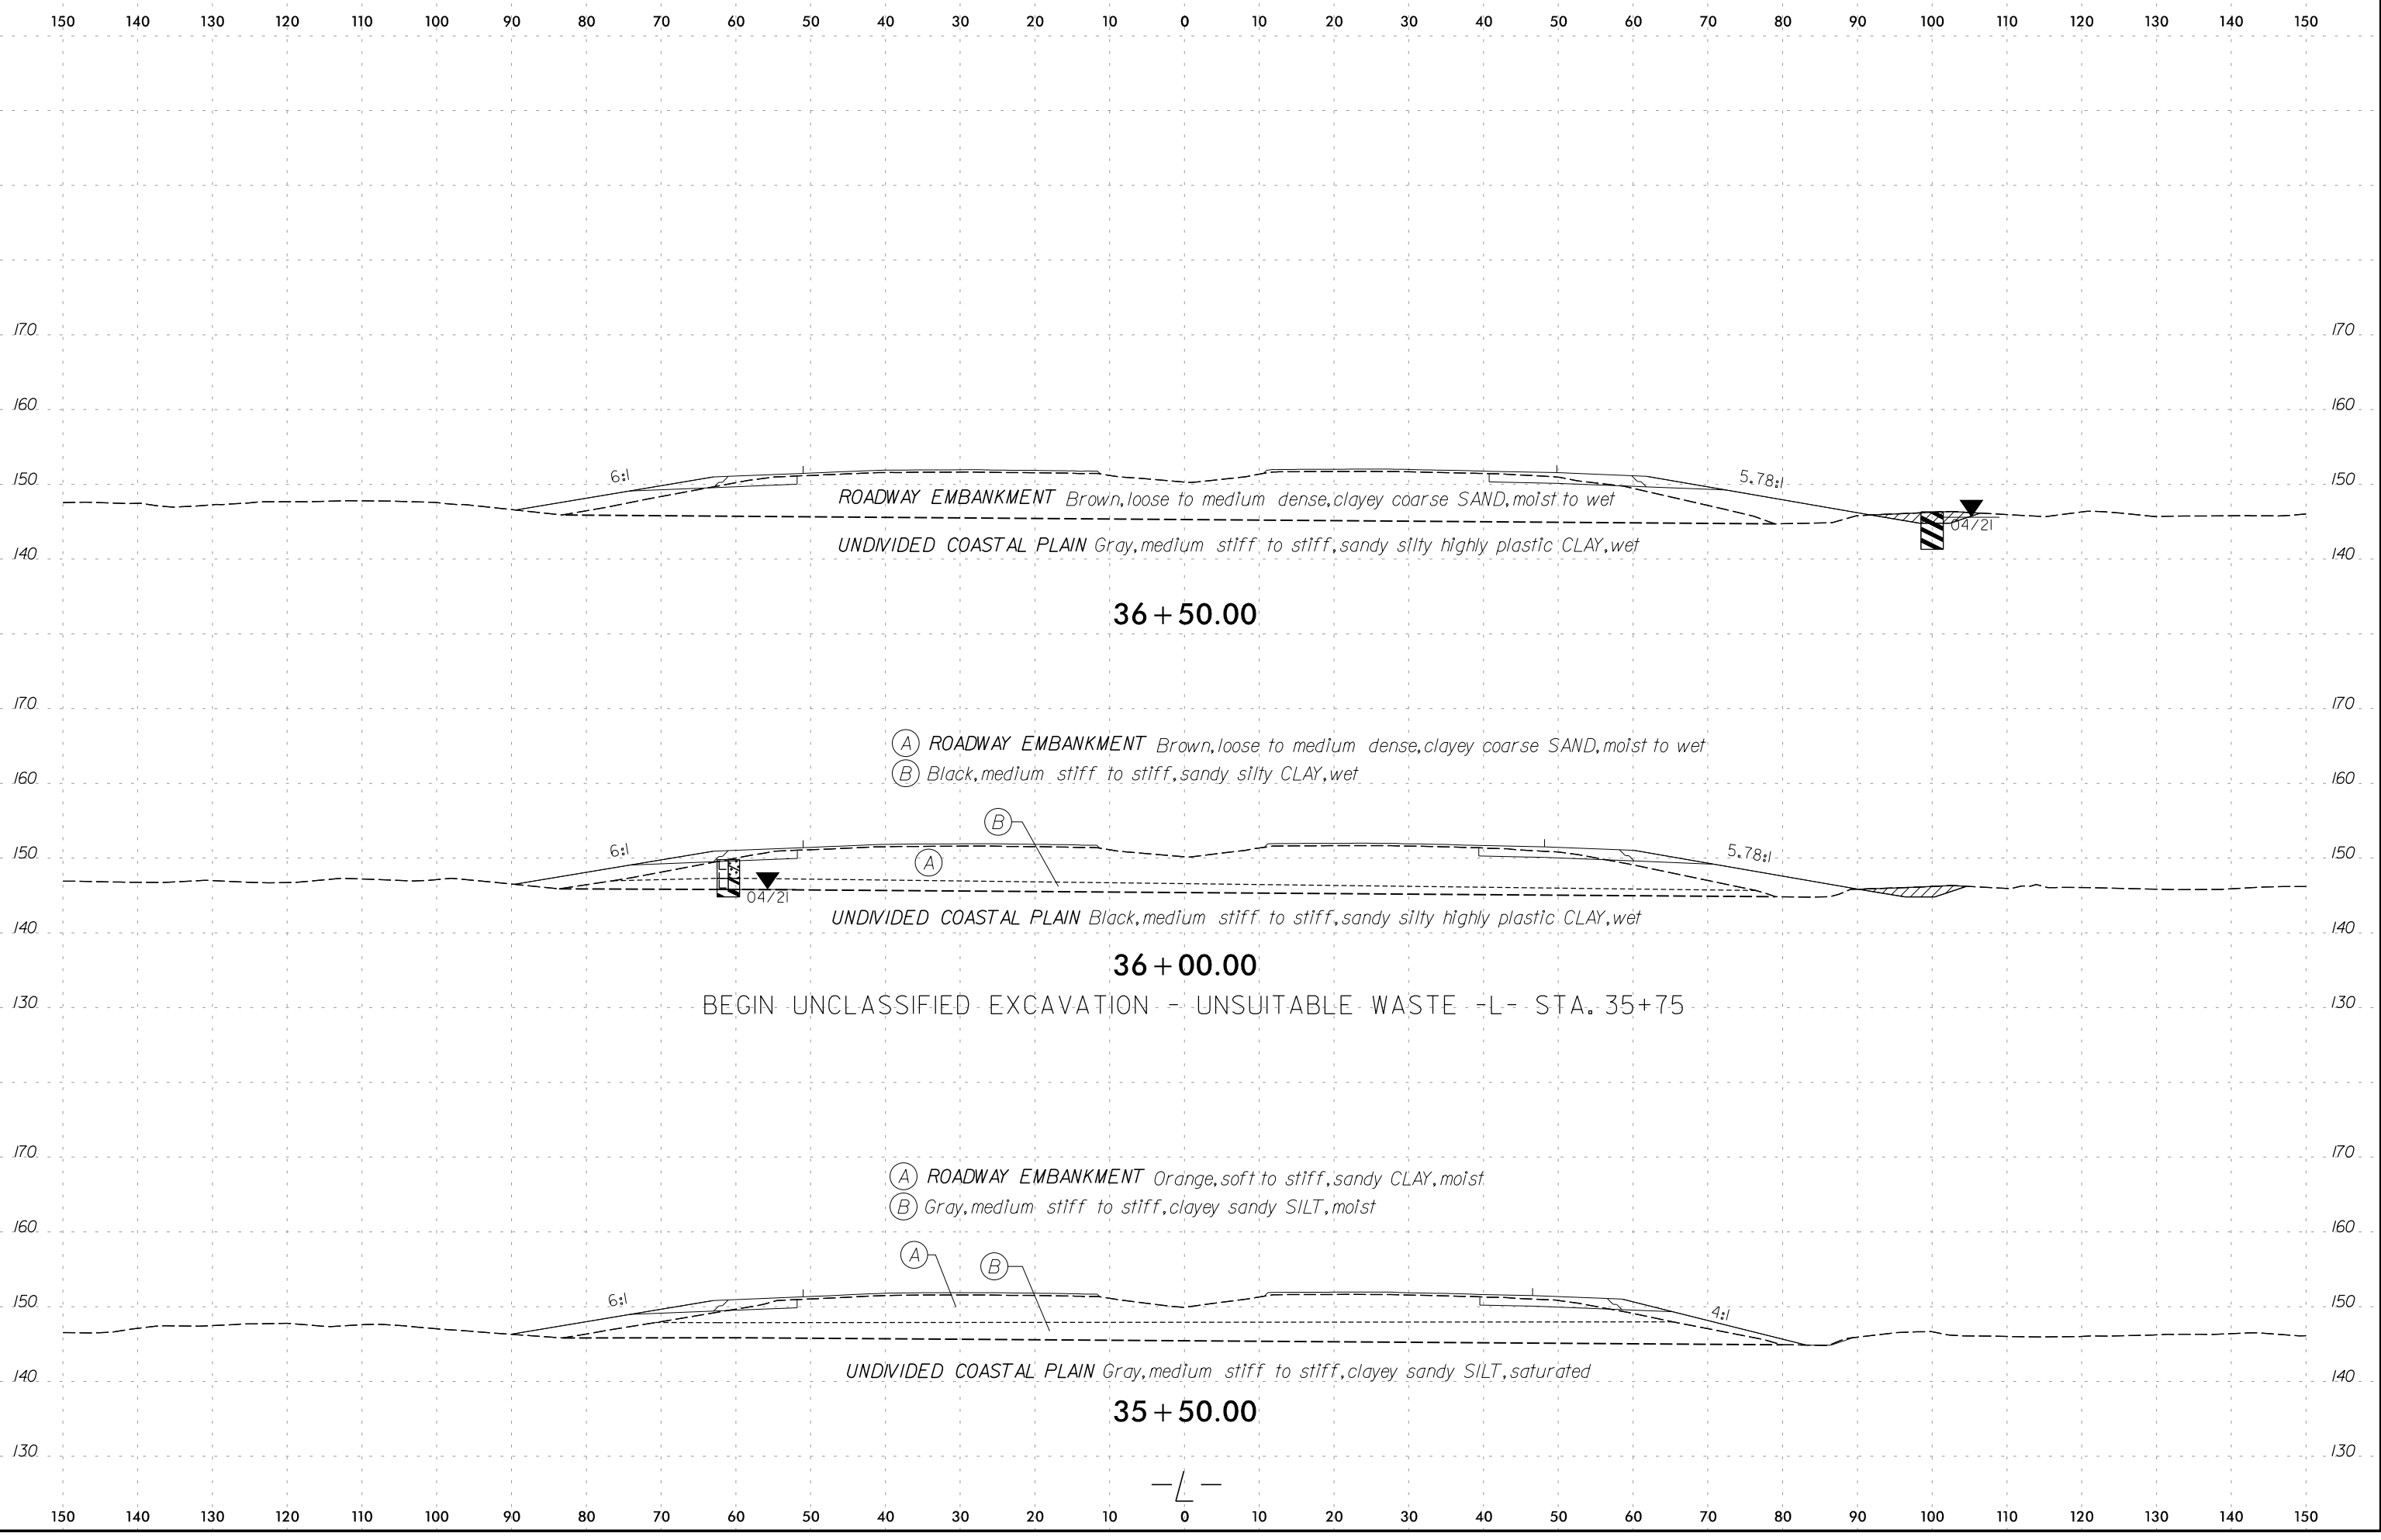 150 140 130 120 110 100 90 80 70 60 50 40 30 20 10 0 10 20 30 40 50 60 70 80 90 100 110 120 130 140 150
170 170
160 160
6:1 5.78:1
150 150
ROADWAY EMBANKMENT Brown, loose to medium dense, clayey coarse SAND, moist to wet
04/21
UNDIVIDED COASTAL PLAIN Gray, medium stiff to stiff, sandy silty highly plastic CLAY, wet
140 140
36+50.00
170 170
A ROADWAY EMBANKMENT Brown, loose to medium dense, clayey coarse SAND, moist to wet
B Black, medium stiff to stiff, sandy silty CLAY, wet
160 160
B
6:1 5.78:1
150 A 150
04/21
UNDIVIDED COASTAL PLAIN Black, medium stiff to stiff, sandy silty highly plastic CLAY, wet
140 140
36+00.00
130 BEGIN UNCLASSIFIED EXCAVATION - UNSUITABLE WASTE -L- STA. 35+75 130
170 170
A ROADWAY EMBANKMENT Orange, soft to stiff, sandy CLAY, moist
B Gray, medium stiff to stiff, clayey sandy SILT, moist
160 160
A B
6:1 4:1
150 150
UNDIVIDED COASTAL PLAIN Gray, medium stiff to stiff, clayey sandy SILT, saturated
140 140
35+50.00
130 130
-L-
150 140 130 120 110 100 90 80 70 60 50 40 30 20 10 0 10 20 30 40 50 60 70 80 90 100 110 120 130 140 150